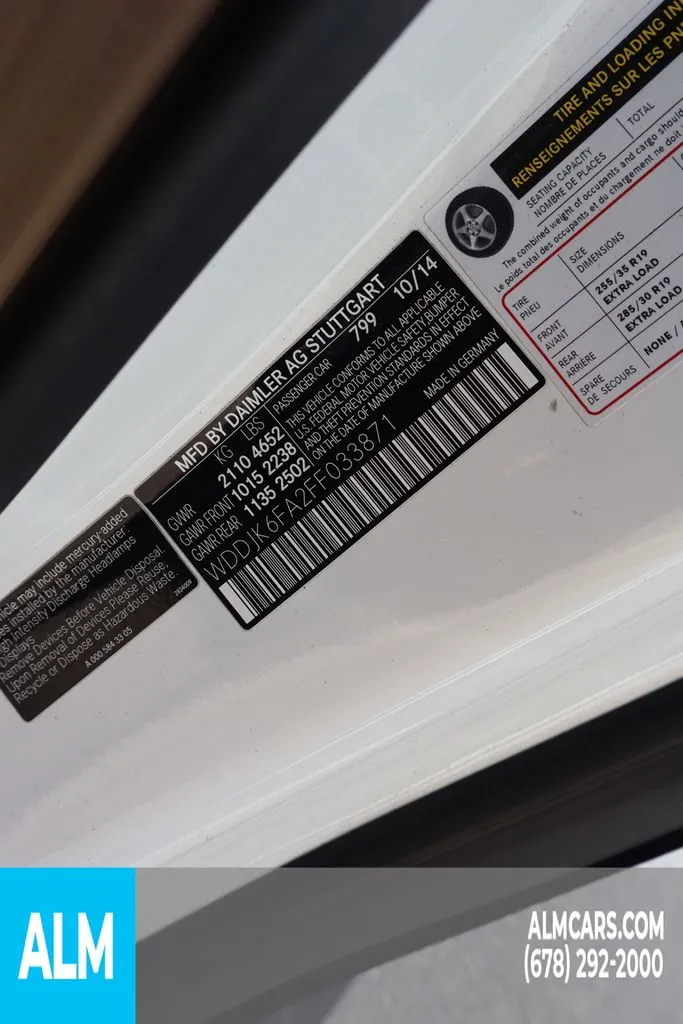 TIRE AND LOADING
RENSEIGNEMENTS SUR LES
SEATING CAPACITY
NOMBRE DE PLACES
TOTAL
The combined weight of occupants and cargo should
Le poids total des occupants et du chargement ne doit
TIRE
PNEU
SIZE
DIMENSIONS
FRONT
AVANT
255/35 R19
EXTRA LOAD
REAR
ARRIÈRE
285/30 R19
EXTRA LOAD
SPARE
DE SECOURS
NONE /
MFD BY DAIMLER AG STUTTGART 10/14
KG LBS PASSENGER CAR 799
GVWR 2110 4652
GAWR FRONT 1015 2238
GAWR REAR 1135 2502
THIS VEHICLE CONFORMS TO ALL APPLICABLE
U.S. FEDERAL MOTOR VEHICLE SAFETY BUMPER
AND THEFT PREVENTION STANDARDS IN EFFECT
ON THE DATE OF MANUFACTURE SHOWN ABOVE
MADE IN GERMANY
WDDJK6FA2FF033871
may include mercury-added
installed by the manufacturer:
Intensity Discharge Headlamps
Displays
Remove Devices Before Vehicle Disposal.
Upon Removal of Devices Please Reuse,
Recycle or Dispose as Hazardous Waste.
A 000 584 33 05
ALM
ALMCARS.COM
(678) 292-2000